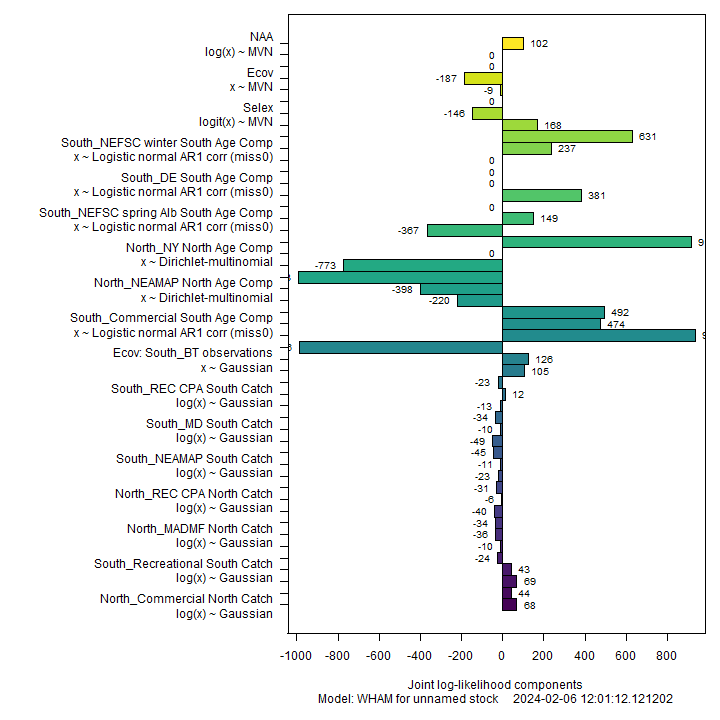 NAA
102
log(x) ~ MVN
0
0
Ecov
-187
x ~ MVN
-9
0
Selex
-146
logit(x) ~ MVN
168
South_NEFSC winter South Age Comp
631
x ~ Logistic normal AR1 corr (miss0)
237
0
South_DE South Age Comp
0
0
x ~ Logistic normal AR1 corr (miss0)
381
South_NEFSC spring Alb South Age Comp
0
149
x ~ Logistic normal AR1 corr (miss0)
-367
North_NY North Age Comp
9
0
x ~ Dirichlet-multinomial
-773
North_NEAMAP North Age Comp
-398
x ~ Dirichlet-multinomial
-220
South_Commercial South Age Comp
492
474
x ~ Logistic normal AR1 corr (miss0)
Ecov: South_BT observations
126
x ~ Gaussian
105
-23
South_REC CPA South Catch
12
log(x) ~ Gaussian
-13
-34
South_MD South Catch
-10
log(x) ~ Gaussian
-49
-45
South_NEAMAP South Catch
-11
log(x) ~ Gaussian
-23
-31
North_REC CPA North Catch
-6
log(x) ~ Gaussian
-40
-34
North_MADMF North Catch
-36
log(x) ~ Gaussian
-10
-24
South_Recreational South Catch
43
log(x) ~ Gaussian
69
North_Commercial North Catch
44
68
log(x) ~ Gaussian
-1000 -800 -600 -400 -200 0 200 400 600 800
Joint log-likelihood components
Model: WHAM for unnamed stock 2024-02-06 12:01:12.121202